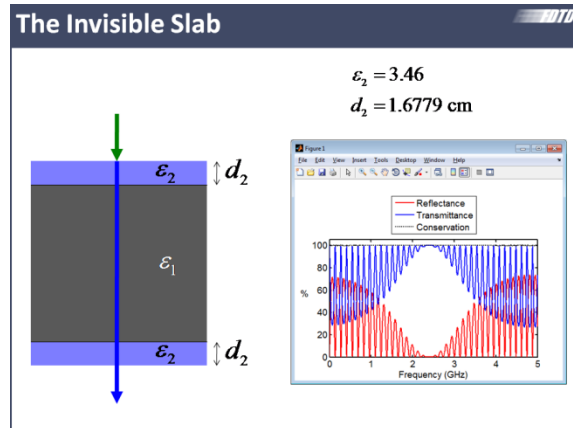 The Invisible Slab
FDTD
ε₂ = 3.46
d₂ = 1.6779 cm
ε₂ d₂
ε₁
ε₂ d₂
Figure 1
File Edit View Insert Tools Desktop Window Help
Reflectance
Transmittance
Conservation
100
80
60
40
20
0
%
0 1 2 3 4 5
Frequency (GHz)